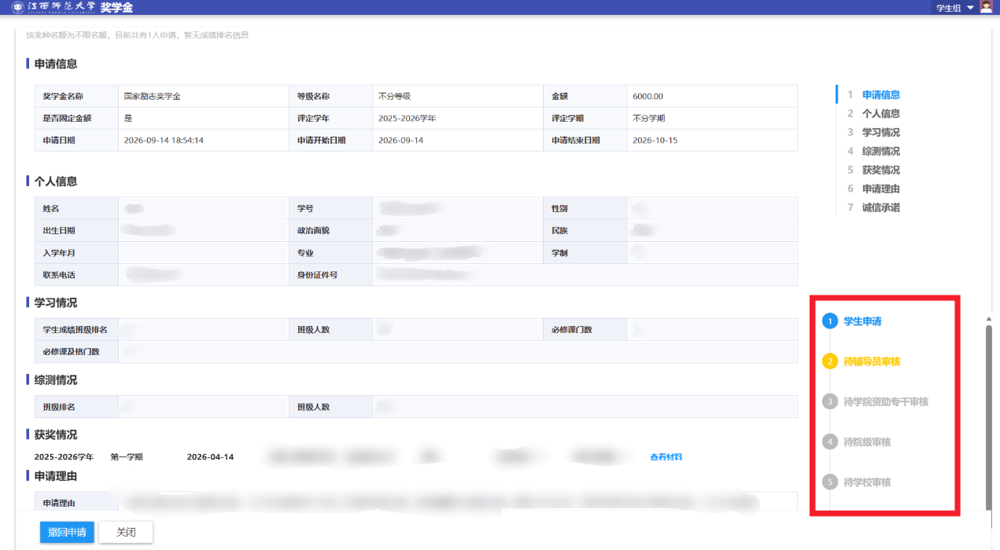 江西师范大学 奖学金
学生组
该奖种名额为不限名额，目前共有1人申请，暂无成绩排名信息
申请信息
奖学金名称 国家励志奖学金 等级名称 不分等级 金额 6000.00
是否固定金额 是 评定学年 2025-2026学年 评定学期 不分学期
申请日期 2026-09-14 18:54:14 申请开始日期 2026-09-14 申请结束日期 2026-10-15
个人信息
姓名 学号 性别
出生日期 政治面貌 民族
入学年月 专业 学制
联系电话 身份证件号
学习情况
学生成绩班级排名 班级人数 必修课门数
必修课及格门数
综测情况
班级排名 班级人数
获奖情况
2025-2026学年 第一学期 2026-04-14 查看材料
申请理由
申请理由
撤回申请 关闭
1 申请信息
2 个人信息
3 学习情况
4 综测情况
5 获奖情况
6 申请理由
7 诚信承诺
1 学生申请
2 待辅导员审核
3 待学院资助专干审核
4 待院级审核
5 待学校审核